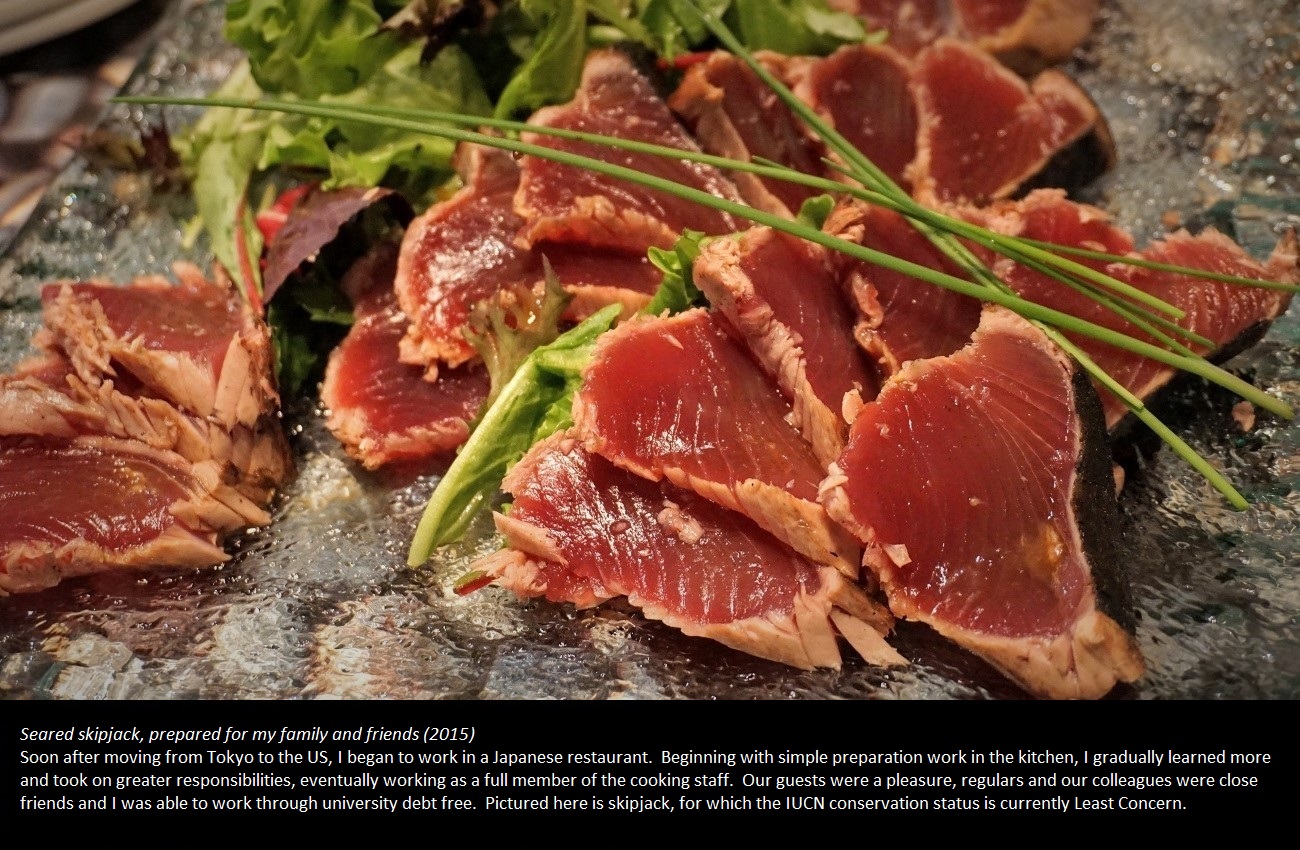 Seared skipjack, prepared for my family and friends (2015)
Soon after moving from Tokyo to the US, I began to work in a Japanese restaurant.  Beginning with simple preparation work in the kitchen, I gradually learned more
and took on greater responsibilities, eventually working as a full member of the cooking staff.  Our guests were a pleasure, regulars and our colleagues were close
friends and I was able to work through university debt free.  Pictured here is skipjack, for which the IUCN conservation status is currently Least Concern.